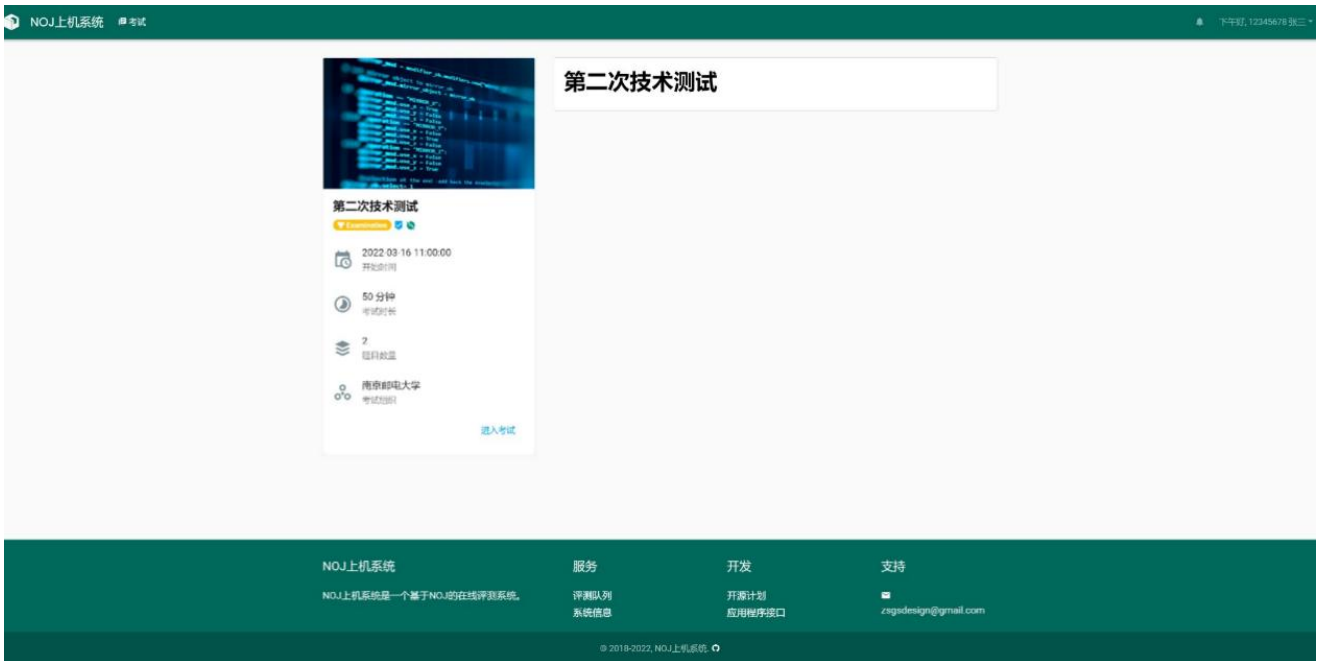 NOJ上机系统 考试
下午好, 12345678 张三
第二次技术测试
第二次技术测试
Examination
2022-03-16 11:00:00
开始时间
50 分钟
考试时长
2
题目数量
南京邮电大学
考试组织
进入考试
NOJ上机系统
NOJ上机系统是一个基于NOJ的在线评测系统。
服务
评测队列
系统信息
开发
开源计划
应用程序接口
支持
zsgsdesign@gmail.com
© 2018-2022, NOJ上机系统.